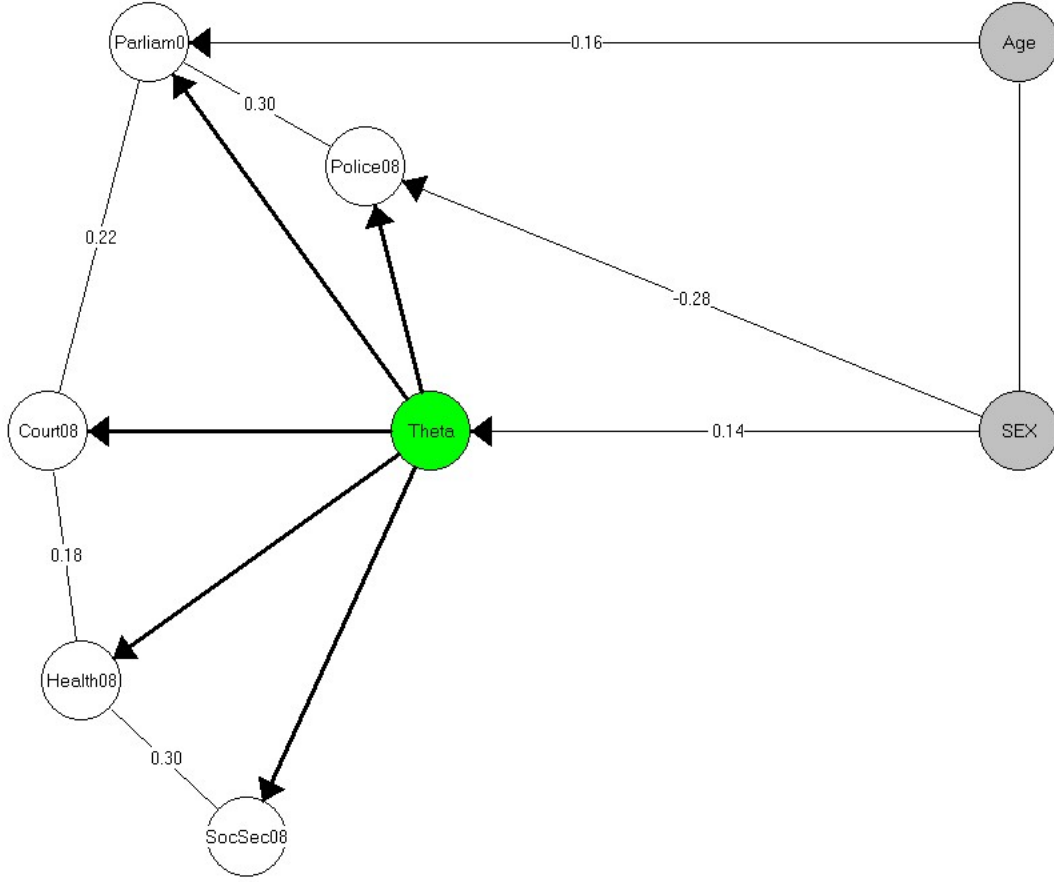 Parliam0
0.16
Age
0.30
Police08
0.22
-0.28
Court08
Theta
0.14
SEX
0.18
Health08
0.30
SocSec08